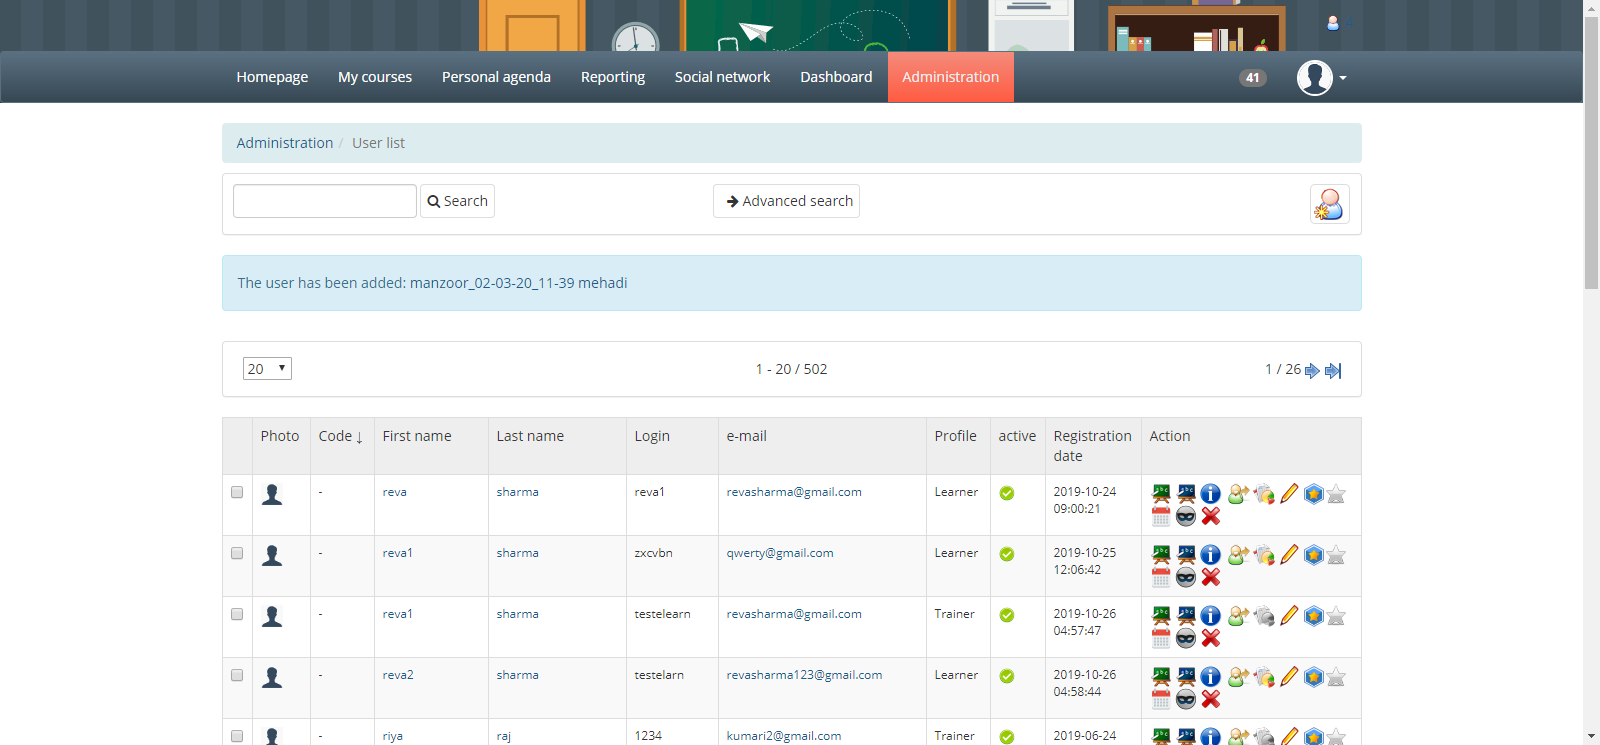 Homepage My courses Personal agenda Reporting Social network Dashboard Administration 41
Administration / User list
Search Advanced search
The user has been added: manzoor_02-03-20_11-39 mehadi
20 1 - 20 / 502 1 / 26
Photo Code ↓ First name Last name Login e-mail Profile active Registration date Action
- reva sharma reva1 revasharma@gmail.com Learner 2019-10-24 09:00:21
- reva1 sharma zxcvbn qwerty@gmail.com Learner 2019-10-25 12:06:42
- reva1 sharma testelearn revasharma@gmail.com Trainer 2019-10-26 04:57:47
- reva2 sharma testelarn revasharma123@gmail.com Learner 2019-10-26 04:58:44
- riya raj 1234 kumari2@gmail.com Trainer 2019-06-24